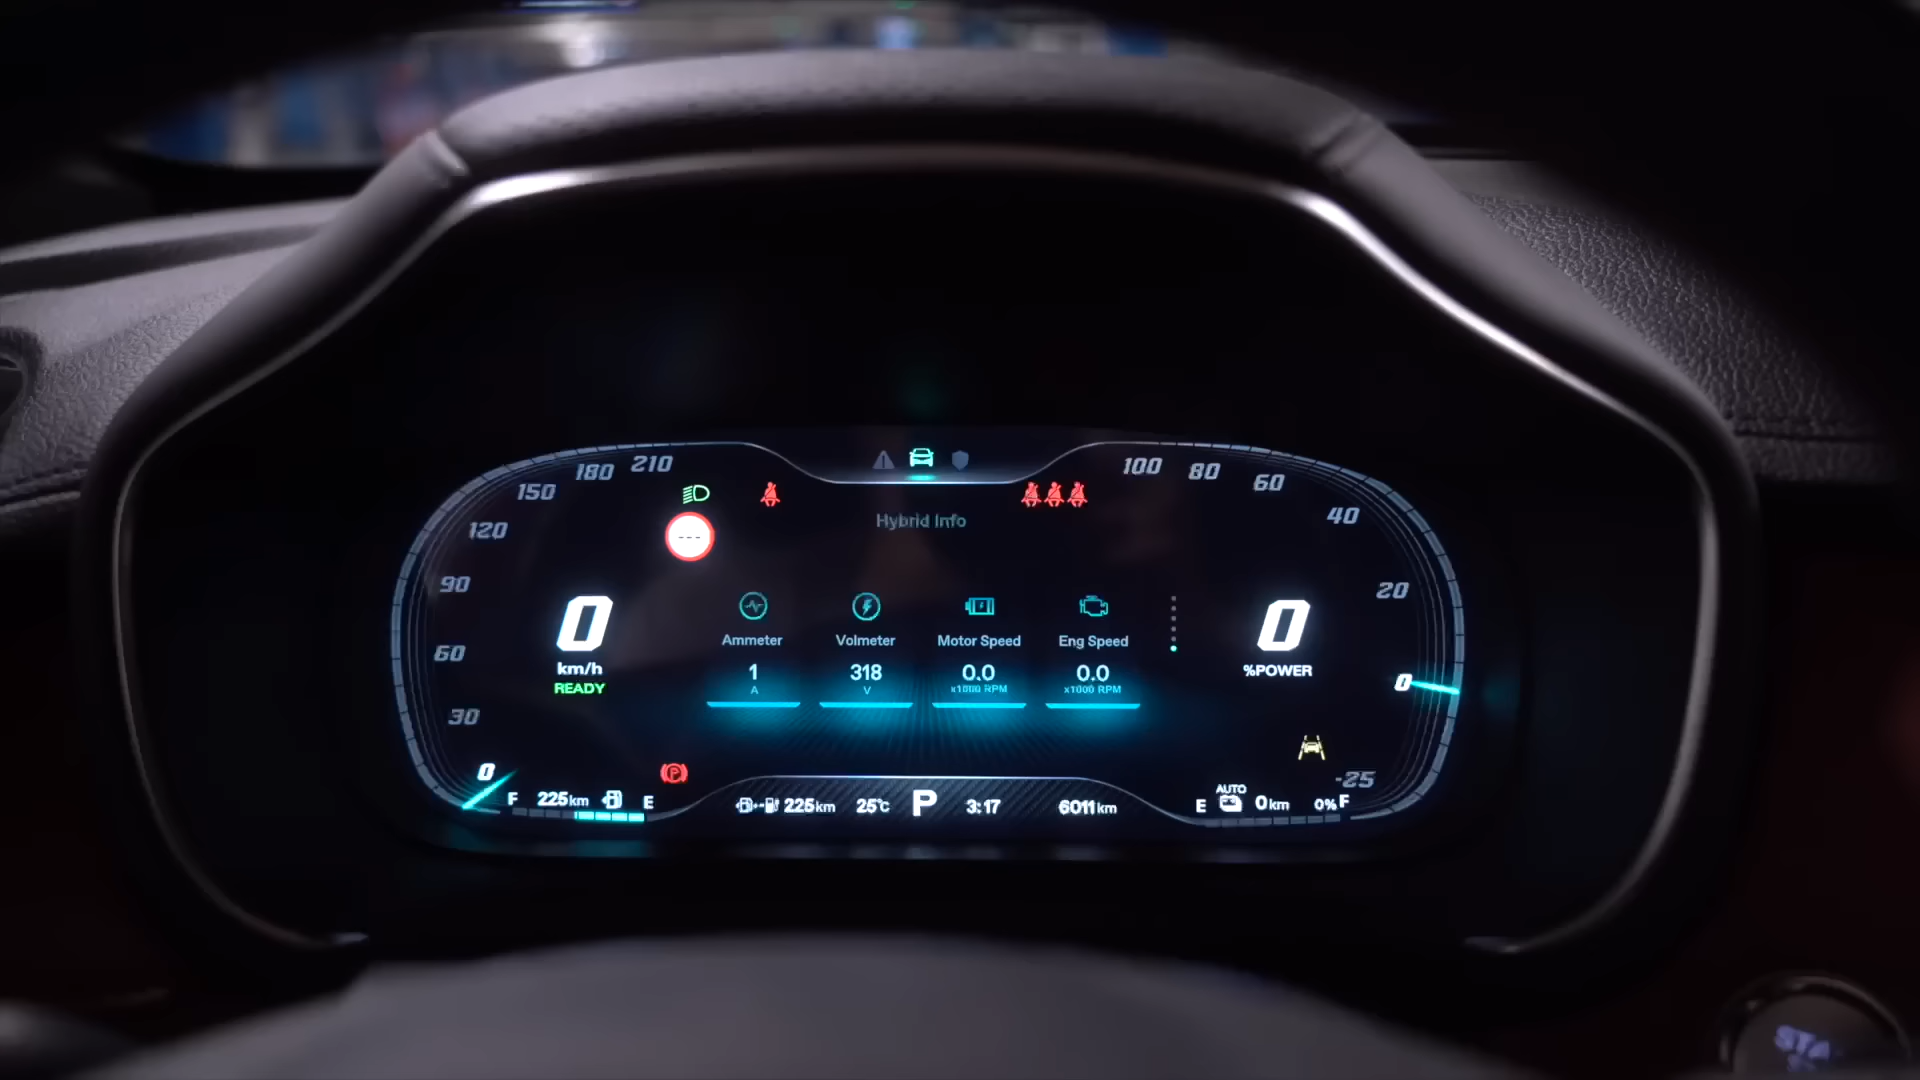 180 210
150
120
90
60
30
0
100 80 60
40
20
0
-25
Hybrid Info
---
0
km/h
READY
Ammeter Volmeter Motor Speed Eng Speed
1 318 0.0 0.0
A V x1000 RPM x1000 RPM
0
%POWER
F 225km E
225km 25℃ P 3:17 6011km
AUTO
E 0km 0% F
STA